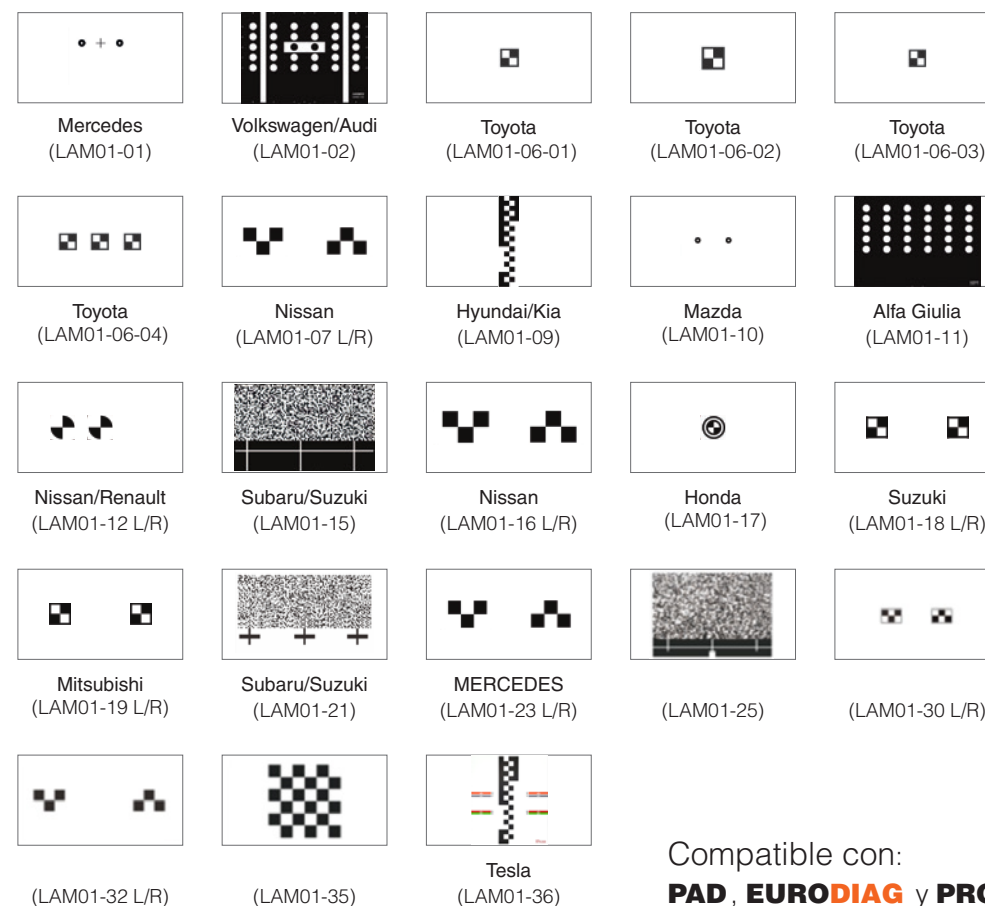 Mercedes
(LAM01-01)
Volkswagen/Audi
(LAM01-02)
Toyota
(LAM01-06-01)
Toyota
(LAM01-06-02)
Toyota
(LAM01-06-03)
Toyota
(LAM01-06-04)
Nissan
(LAM01-07 L/R)
Hyundai/Kia
(LAM01-09)
Mazda
(LAM01-10)
Alfa Giulia
(LAM01-11)
Nissan/Renault
(LAM01-12 L/R)
Subaru/Suzuki
(LAM01-15)
Nissan
(LAM01-16 L/R)
Honda
(LAM01-17)
Suzuki
(LAM01-18 L/R)
Mitsubishi
(LAM01-19 L/R)
Subaru/Suzuki
(LAM01-21)
MERCEDES
(LAM01-23 L/R)
(LAM01-25)
(LAM01-30 L/R)
(LAM01-32 L/R)
(LAM01-35)
Tesla
(LAM01-36)
Compatible con:
PAD, EURODIAG y